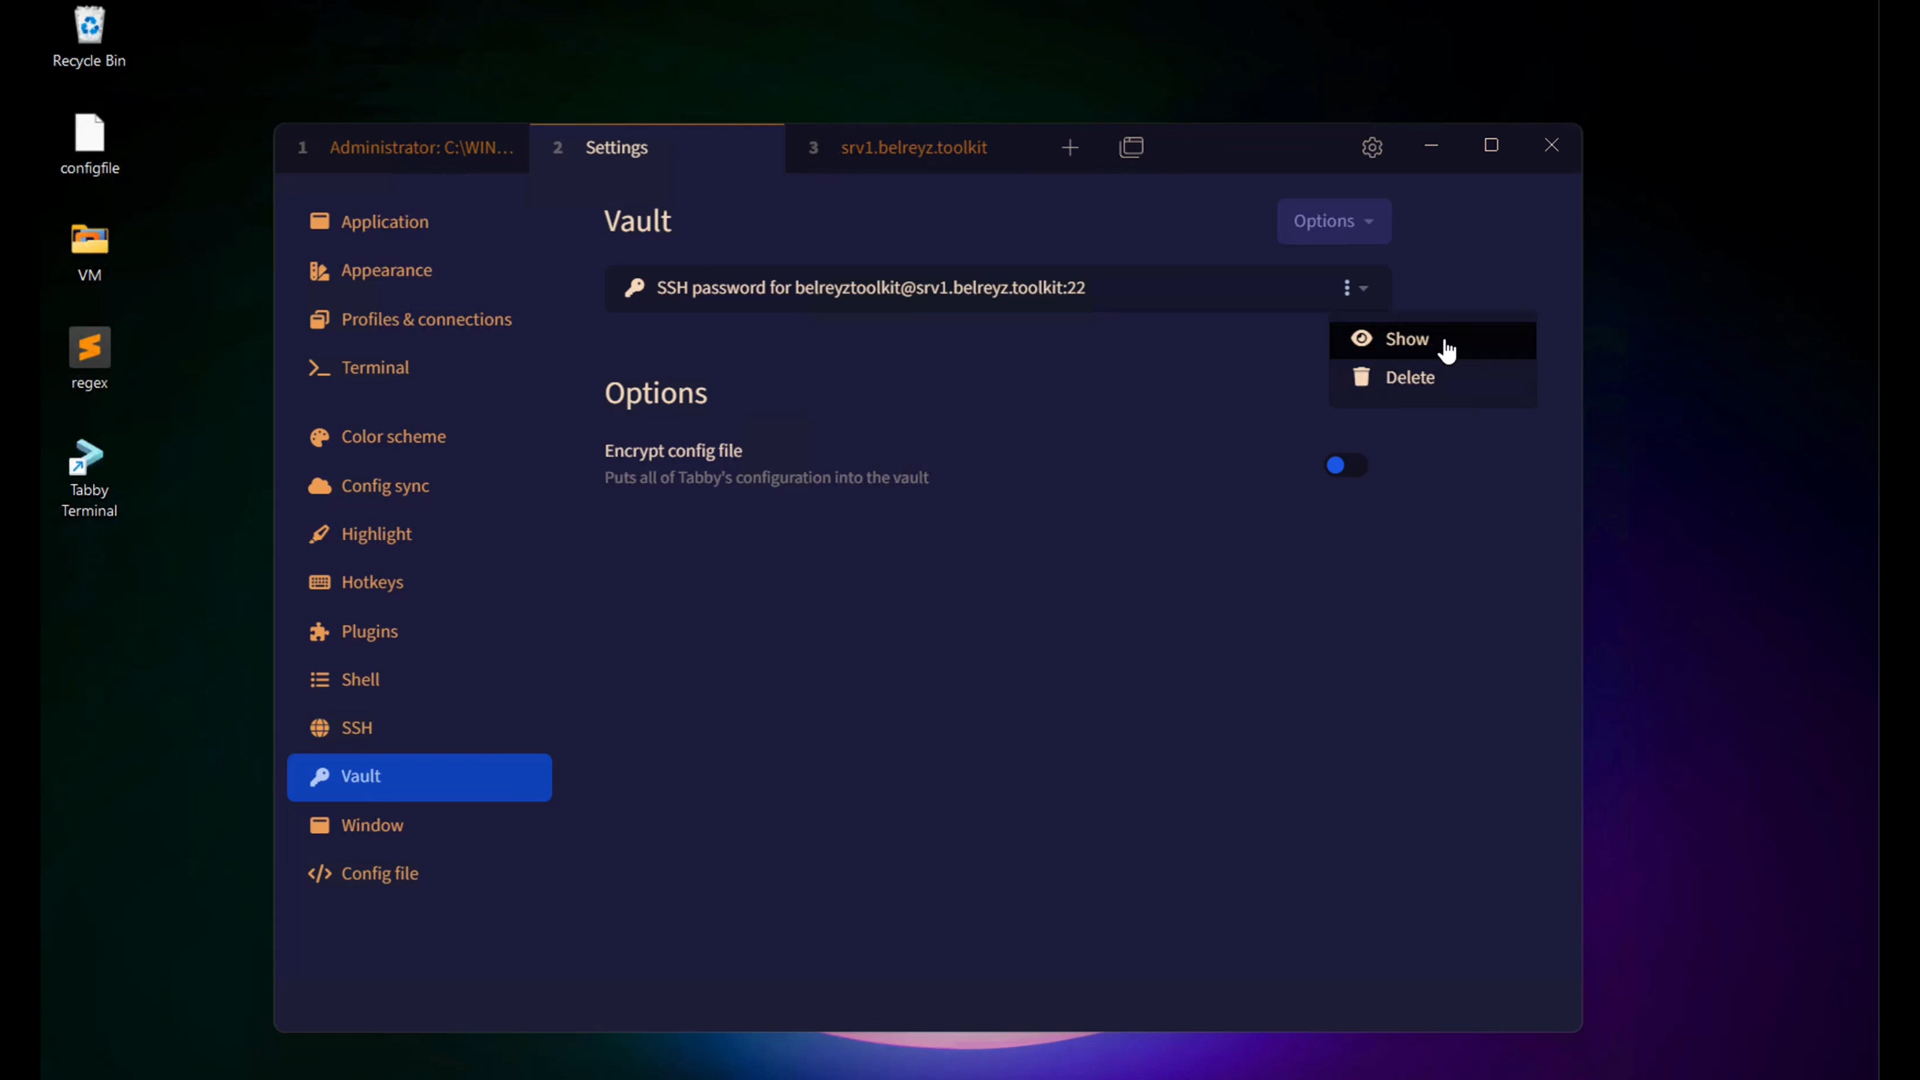 Recycle Bin
configfile
VM
regex
Tabby
Terminal
1 Administrator: C:\WIN...
2 Settings
3 srv1.belreyz.toolkit
Application
Appearance
Profiles & connections
Terminal
Color scheme
Config sync
Highlight
Hotkeys
Plugins
Shell
SSH
Vault
Window
Config file
Vault
Options
SSH password for belreyztoolkit@srv1.belreyz.toolkit:22
Show
Delete
Options
Encrypt config file
Puts all of Tabby's configuration into the vault